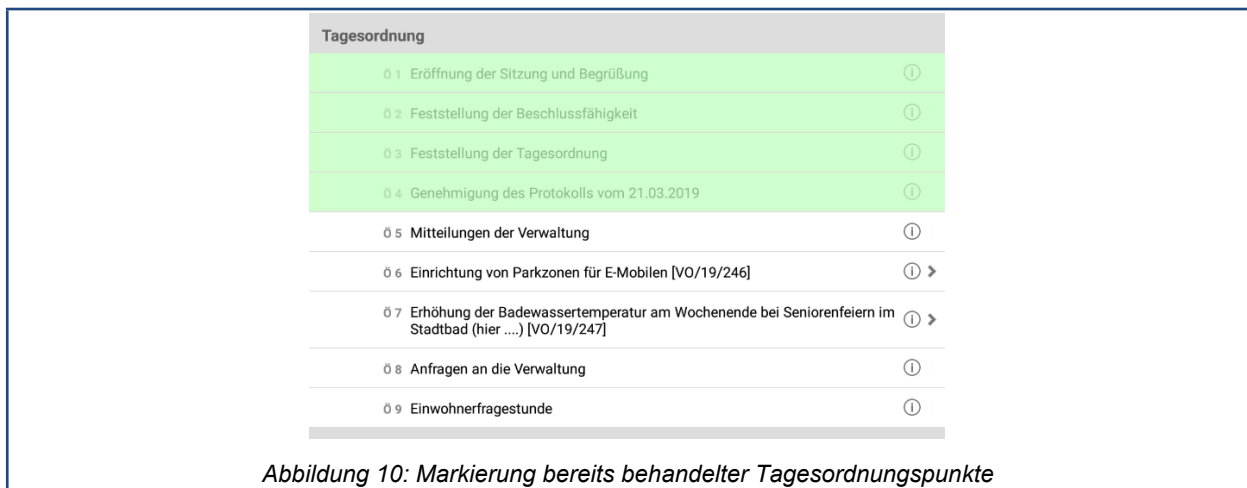 Tagesordnung
Ö 1 Eröffnung der Sitzung und Begrüßung
Ö 2 Feststellung der Beschlussfähigkeit
Ö 3 Feststellung der Tagesordnung
Ö 4 Genehmigung des Protokolls vom 21.03.2019
Ö 5 Mitteilungen der Verwaltung
Ö 6 Einrichtung von Parkzonen für E-Mobilen [VO/19/246]
Ö 7 Erhöhung der Badewassertemperatur am Wochenende bei Seniorenfeiern im
Stadtbad (hier ....) [VO/19/247]
Ö 8 Anfragen an die Verwaltung
Ö 9 Einwohnerfragestunde
Abbildung 10: Markierung bereits behandelter Tagesordnungspunkte